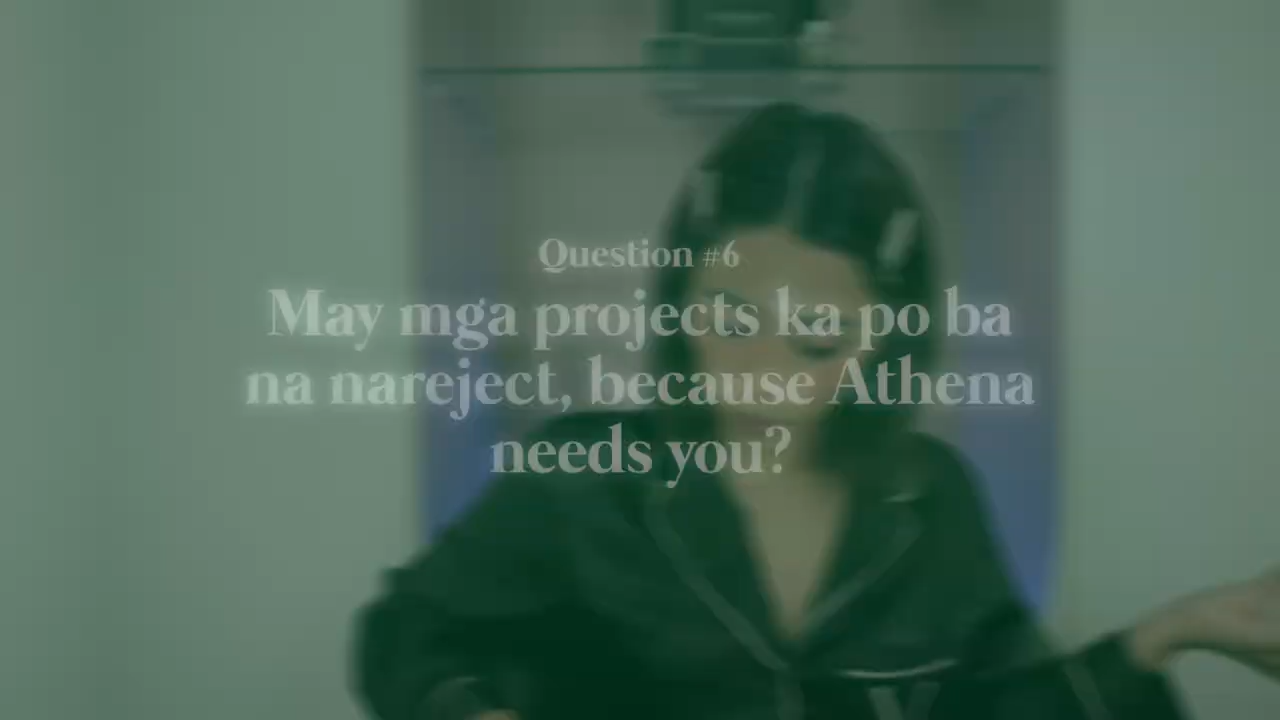 Question #6
May mga projects ka po ba
na nareject, because Athena
needs you?